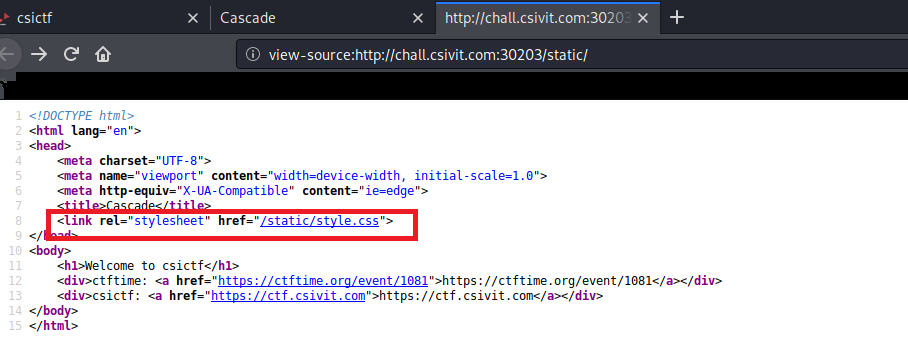 csictf
Cascade
http://chall.csivit.com:30203
view-source:http://chall.csivit.com:30203/static/
1 <!DOCTYPE html>
2 <html lang="en">
3 <head>
4     <meta charset="UTF-8">
5     <meta name="viewport" content="width=device-width, initial-scale=1.0">
6     <meta http-equiv="X-UA-Compatible" content="ie=edge">
7     <title>Cascade</title>
8     <link rel="stylesheet" href="/static/style.css">
9 </head>
10 <body>
11     <h1>Welcome to csictf</h1>
12     <div>ctftime: <a href="https://ctftime.org/event/1081">https://ctftime.org/event/1081</a></div>
13     <div>csictf: <a href="https://ctf.csivit.com">https://ctf.csivit.com</a></div>
14 </body>
15 </html>